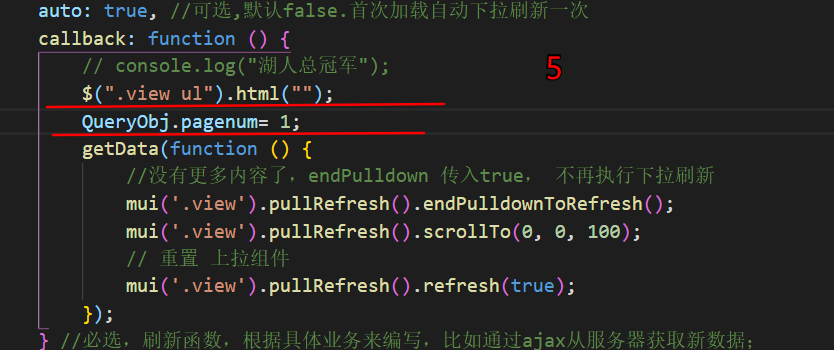 auto: true, //可选,默认false.首次加载自动下拉刷新一次
callback: function () {
// console.log("湖人总冠军");
5
$(".view ul").html("");
QueryObj.pagenum= 1;
getData(function () {
//没有更多内容了，endPulldown 传入true， 不再执行下拉刷新
mui('.view').pullRefresh().endPulldownToRefresh();
mui('.view').pullRefresh().scrollTo(0, 0, 100);
// 重置 上拉组件
mui('.view').pullRefresh().refresh(true);
});
} //必选，刷新函数，根据具体业务来编写，比如通过ajax从服务器获取新数据；